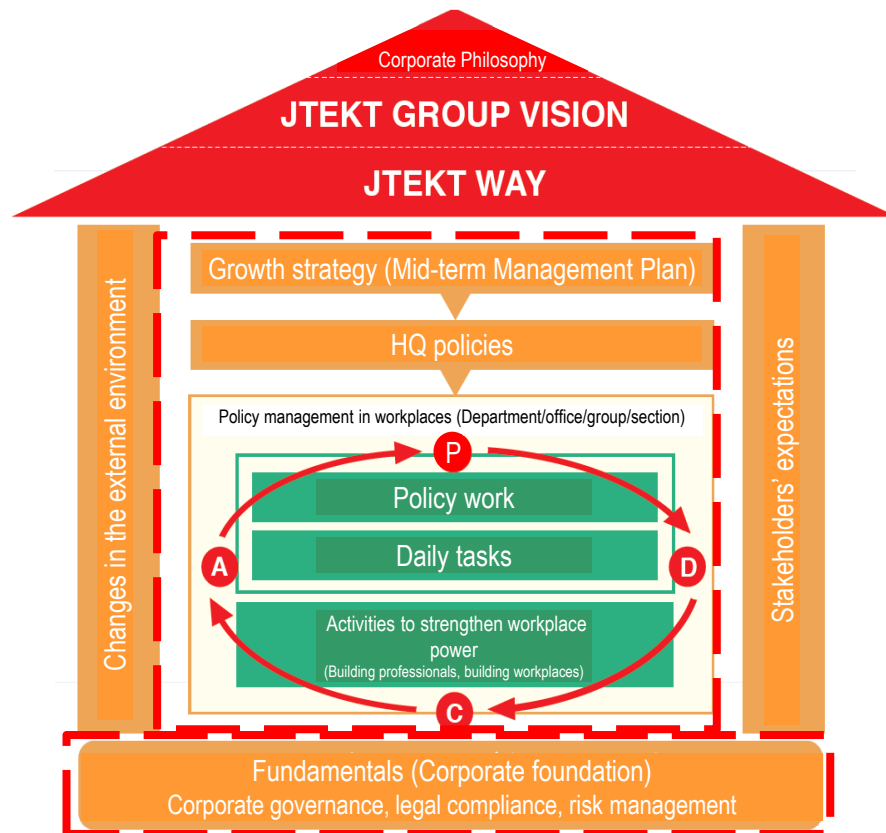 Corporate Philosophy
JTEKT GROUP VISION
JTEKT WAY
Changes in the external environment
Growth strategy (Mid-term Management Plan)
HQ policies
Policy management in workplaces (Department/office/group/section)
P
Policy work
Daily tasks
A
D
Activities to strengthen workplace
power
(Building professionals, building workplaces)
C
Stakeholders’ expectations
Fundamentals (Corporate foundation)
Corporate governance, legal compliance, risk management